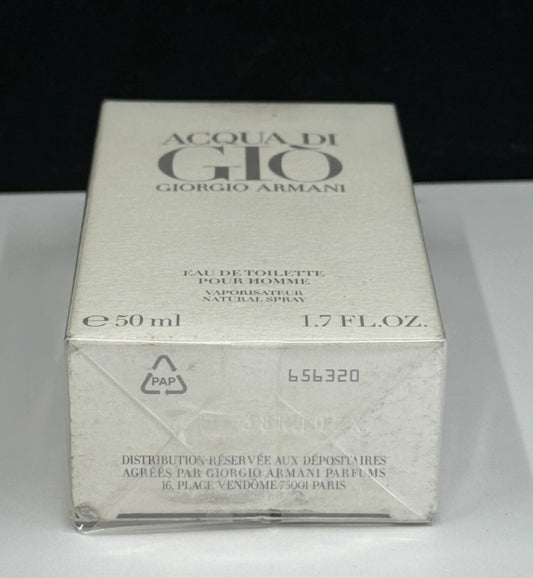 ACQUA DI
GIÒ
GIORGIO ARMANI
EAU DE TOILETTE
POUR HOMME
VAPORISATEUR
NATURAL SPRAY
℮ 50 ml 1.7 FL.OZ.
PAP 656320
DISTRIBUTION RÉSERVÉE AUX DÉPOSITAIRES
AGRÉÉS PAR GIORGIO ARMANI PARFUMS
16, PLACE VENDÔME 75001 PARIS